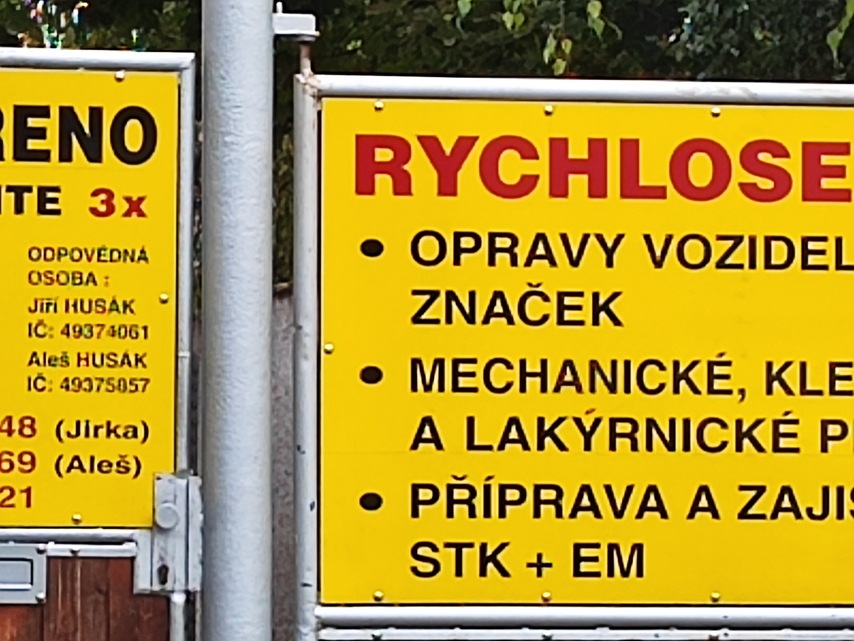 RENO
ITE 3x
ODPOVĚDNÁ
OSOBA :
Jiří HUSÁK
IČ: 49374061
Aleš HUSÁK
IČ: 49375857
48 (Jirka)
69 (Aleš)
21
RYCHLOSE
• OPRAVY VOZIDEL
ZNAČEK
• MECHANICKÉ, KLE
A LAKÝRNICKÉ P
• PŘÍPRAVA A ZAJIS
STK + EM